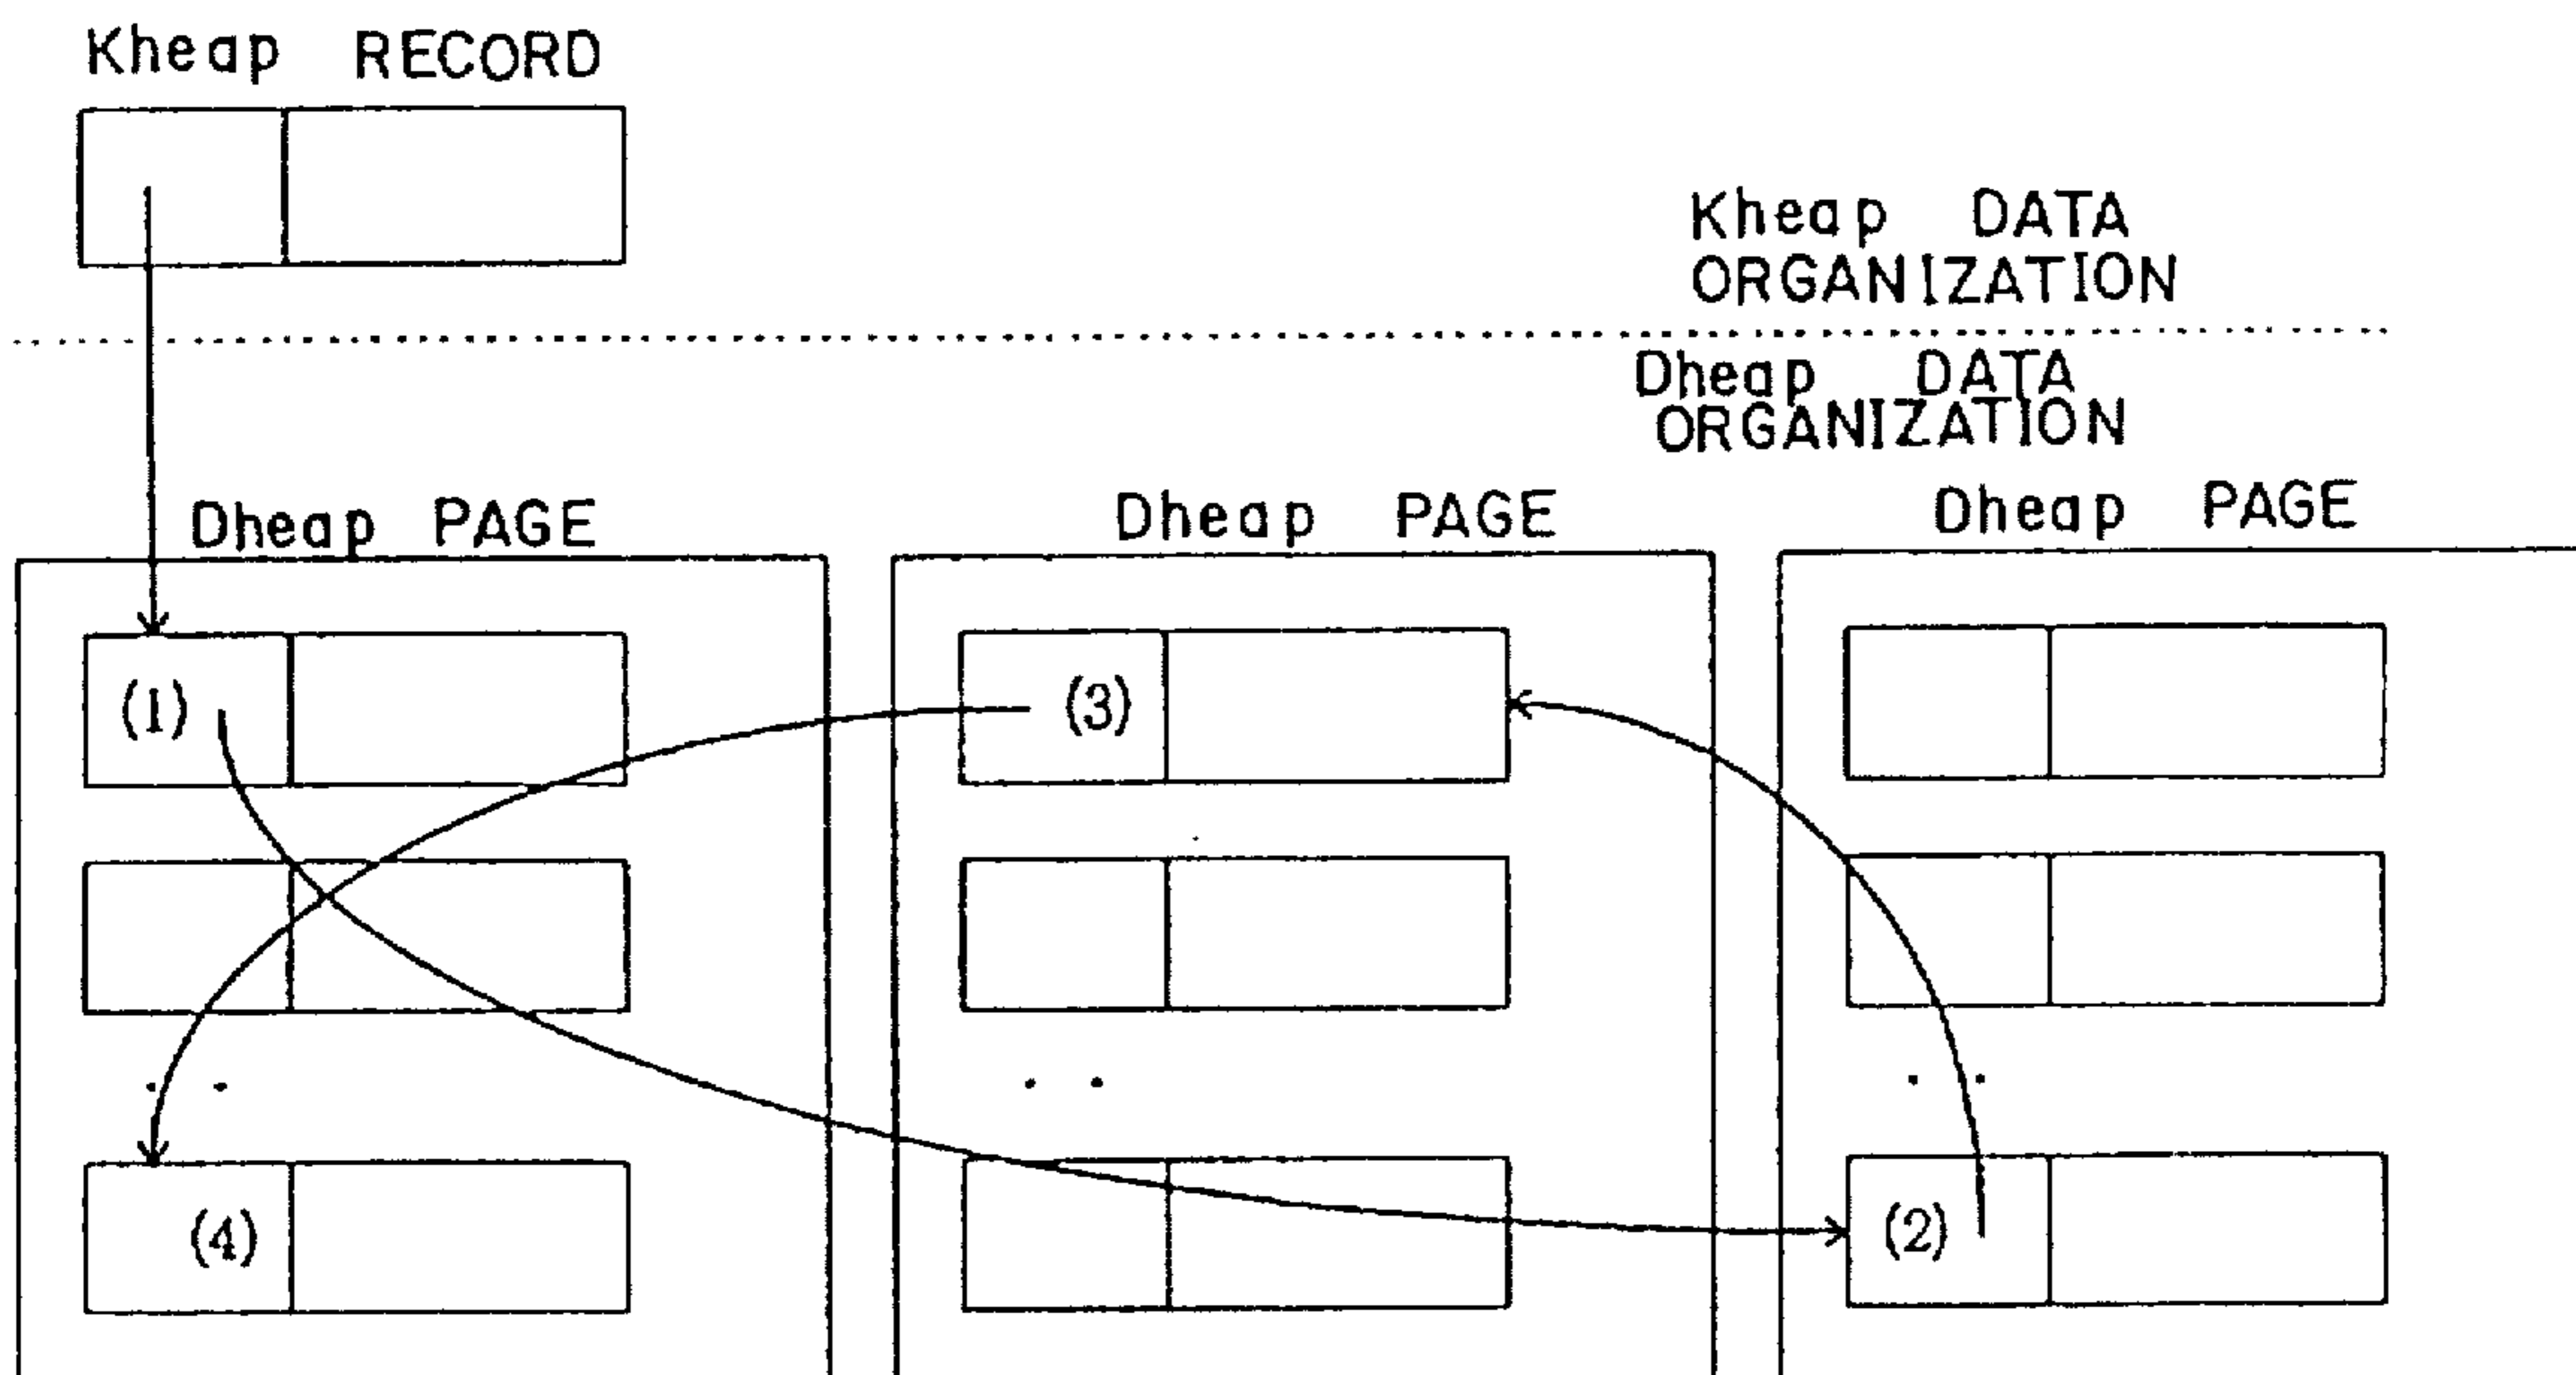 Kheap RECORD
Kheap DATA
ORGANIZATION
Dheap DATA
ORGANIZATION
Dheap PAGE
Dheap PAGE
Dheap PAGE
(1)
(3)
(4)
(2)